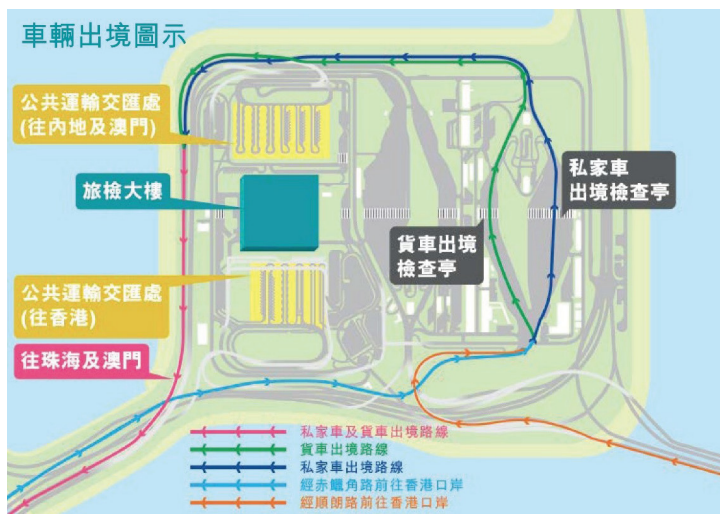 車輛出境圖示
公共運輸交匯處
(往內地及澳門)
旅檢大樓
私家車
出境檢查亭
貨車出境
檢查亭
公共運輸交匯處
(往香港)
往珠海及澳門
私家車及貨車出境路線
貨車出境路線
私家車出境路線
經赤鱲角路前往香港口岸
經順朗路前往香港口岸